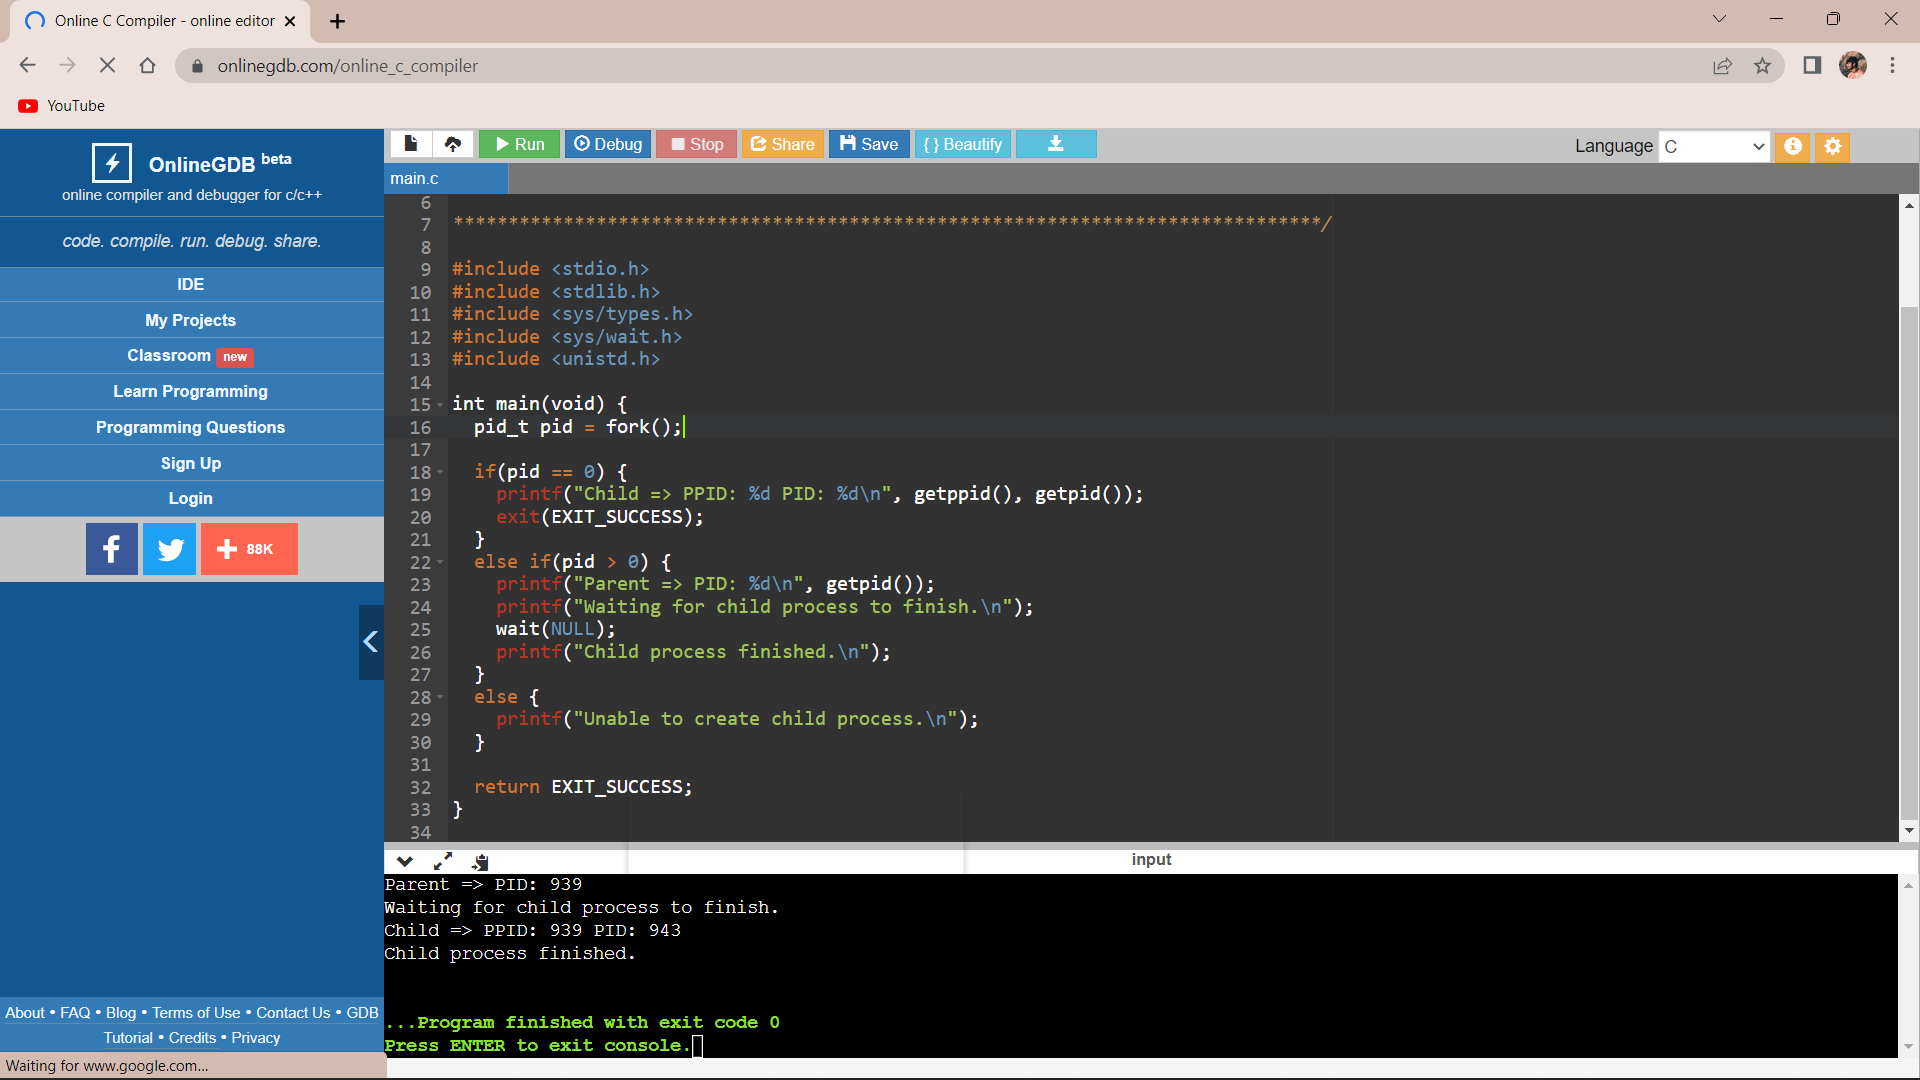 Online C Compiler - online editor
onlinegdb.com/online_c_compiler
YouTube
OnlineGDB beta
online compiler and debugger for c/c++
code. compile. run. debug. share.
IDE
My Projects
Classroom new
Learn Programming
Programming Questions
Sign Up
Login
88K
About • FAQ • Blog • Terms of Use • Contact Us • GDB
Tutorial • Credits • Privacy
Waiting for www.google.com...
Run Debug Stop Share Save { } Beautify
Language C
main.c
6
7 *******************************************************************************/
8
9 #include <stdio.h>
10 #include <stdlib.h>
11 #include <sys/types.h>
12 #include <sys/wait.h>
13 #include <unistd.h>
14
15 int main(void) {
16   pid_t pid = fork();
17
18   if(pid == 0) {
19     printf("Child => PPID: %d PID: %d\n", getppid(), getpid());
20     exit(EXIT_SUCCESS);
21   }
22   else if(pid > 0) {
23     printf("Parent => PID: %d\n", getpid());
24     printf("Waiting for child process to finish.\n");
25     wait(NULL);
26     printf("Child process finished.\n");
27   }
28   else {
29     printf("Unable to create child process.\n");
30   }
31
32   return EXIT_SUCCESS;
33 }
34
input
Parent => PID: 939
Waiting for child process to finish.
Child => PPID: 939 PID: 943
Child process finished.
...Program finished with exit code 0
Press ENTER to exit console.